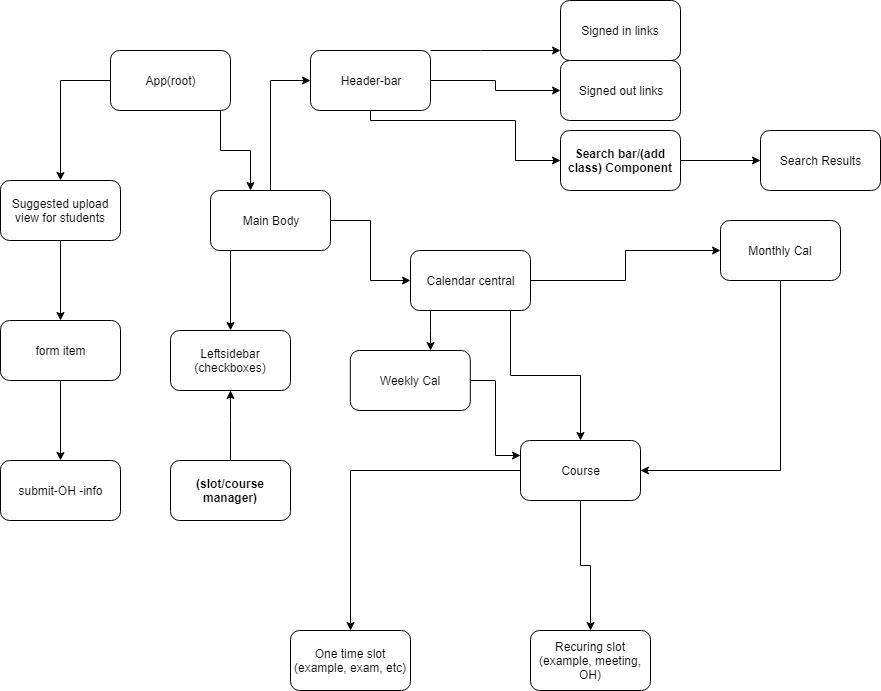 Signed in links
App(root)
Header-bar
Signed out links
Search bar/(add
class) Component
Search Results
Suggested upload
view for students
Main Body
Monthly Cal
Calendar central
form item
Leftsidebar
(checkboxes)
Weekly Cal
Course
submit-OH -info
(slot/course
manager)
One time slot
(example, exam, etc)
Recuring slot
(example, meeting,
OH)